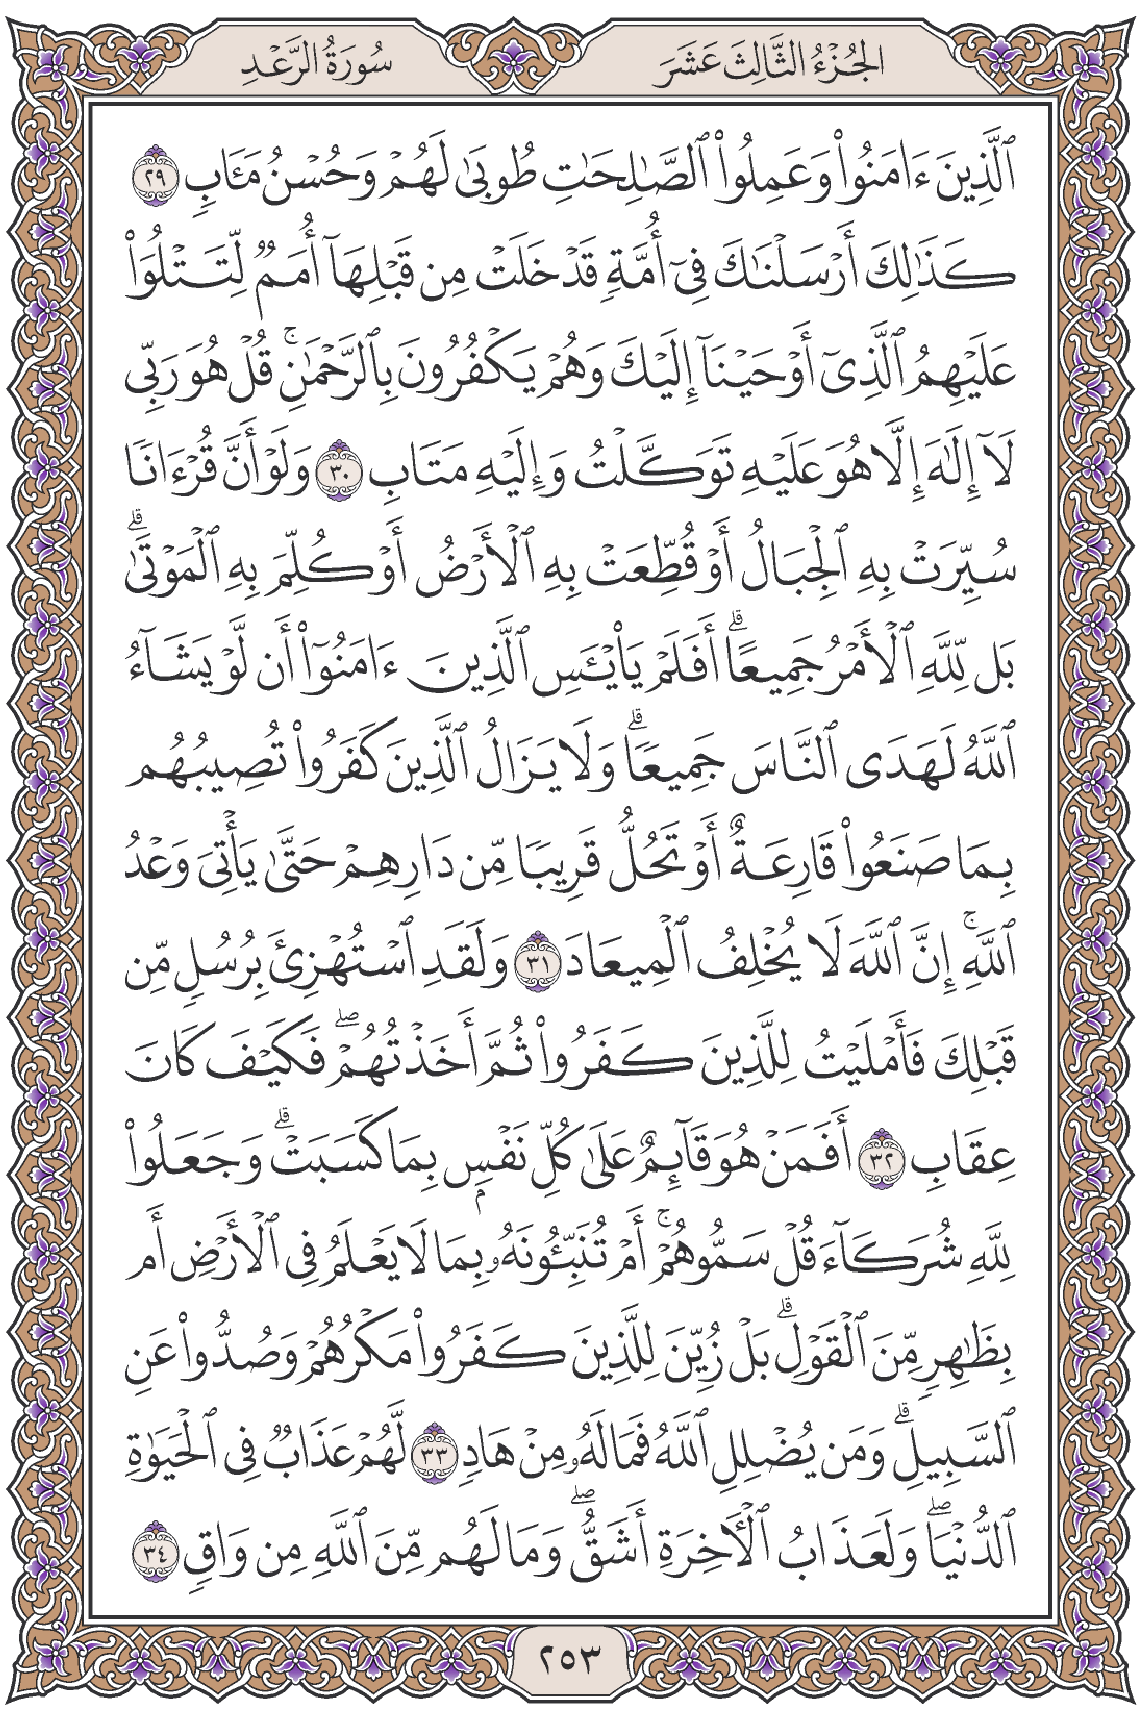 الجُزْءُ الثَّالِثَ عَشَرَ
سُورَةُ الرَّعْدِ
ٱلَّذِينَ ءَامَنُواْ وَعَمِلُواْ ٱلصَّٰلِحَٰتِ طُوبَىٰ لَهُمۡ وَحُسۡنُ مَـَٔابٖ ٢٩
كَذَٰلِكَ أَرۡسَلۡنَٰكَ فِيٓ أُمَّةٖ قَدۡ خَلَتۡ مِن قَبۡلِهَآ أُمَمٞ لِّتَتۡلُوَاْ
عَلَيۡهِمُ ٱلَّذِيٓ أَوۡحَيۡنَآ إِلَيۡكَ وَهُمۡ يَكۡفُرُونَ بِٱلرَّحۡمَٰنِۚ قُلۡ هُوَ رَبِّي
لَآ إِلَٰهَ إِلَّا هُوَ عَلَيۡهِ تَوَكَّلۡتُ وَإِلَيۡهِ مَتَابِ ٣٠ وَلَوۡ أَنَّ قُرۡءَانٗا
سُيِّرَتۡ بِهِ ٱلۡجِبَالُ أَوۡ قُطِّعَتۡ بِهِ ٱلۡأَرۡضُ أَوۡ كُلِّمَ بِهِ ٱلۡمَوۡتَىٰۗ
بَل لِّلَّهِ ٱلۡأَمۡرُ جَمِيعًاۗ أَفَلَمۡ يَاْيۡـَٔسِ ٱلَّذِينَ ءَامَنُوٓاْ أَن لَّوۡ يَشَآءُ
ٱللَّهُ لَهَدَى ٱلنَّاسَ جَمِيعٗاۗ وَلَا يَزَالُ ٱلَّذِينَ كَفَرُواْ تُصِيبُهُم
بِمَا صَنَعُواْ قَارِعَةٌ أَوۡ تَحُلُّ قَرِيبٗا مِّن دَارِهِمۡ حَتَّىٰ يَأۡتِيَ وَعۡدُ
ٱللَّهِۚ إِنَّ ٱللَّهَ لَا يُخۡلِفُ ٱلۡمِيعَادَ ٣١ وَلَقَدِ ٱسۡتُهۡزِئَ بِرُسُلٖ مِّن
قَبۡلِكَ فَأَمۡلَيۡتُ لِلَّذِينَ كَفَرُواْ ثُمَّ أَخَذۡتُهُمۡۖ فَكَيۡفَ كَانَ
عِقَابِ ٣٢ أَفَمَنۡ هُوَ قَآئِمٌ عَلَىٰ كُلِّ نَفۡسِۭ بِمَا كَسَبَتۡۗ وَجَعَلُواْ
لِلَّهِ شُرَكَآءَ قُلۡ سَمُّوهُمۡۚ أَمۡ تُنَبِّـُٔونَهُۥ بِمَا لَا يَعۡلَمُ فِي ٱلۡأَرۡضِ أَم
بِظَٰهِرٖ مِّنَ ٱلۡقَوۡلِۗ بَلۡ زُيِّنَ لِلَّذِينَ كَفَرُواْ مَكۡرُهُمۡ وَصُدُّواْ عَنِ
ٱلسَّبِيلِۗ وَمَن يُضۡلِلِ ٱللَّهُ فَمَا لَهُۥ مِنۡ هَادٖ ٣٣ لَّهُمۡ عَذَابٞ فِي ٱلۡحَيَوٰةِ
ٱلدُّنۡيَاۖ وَلَعَذَابُ ٱلۡأٓخِرَةِ أَشَقُّۖ وَمَا لَهُم مِّنَ ٱللَّهِ مِن وَاقٖ ٣٤
٢٥٣